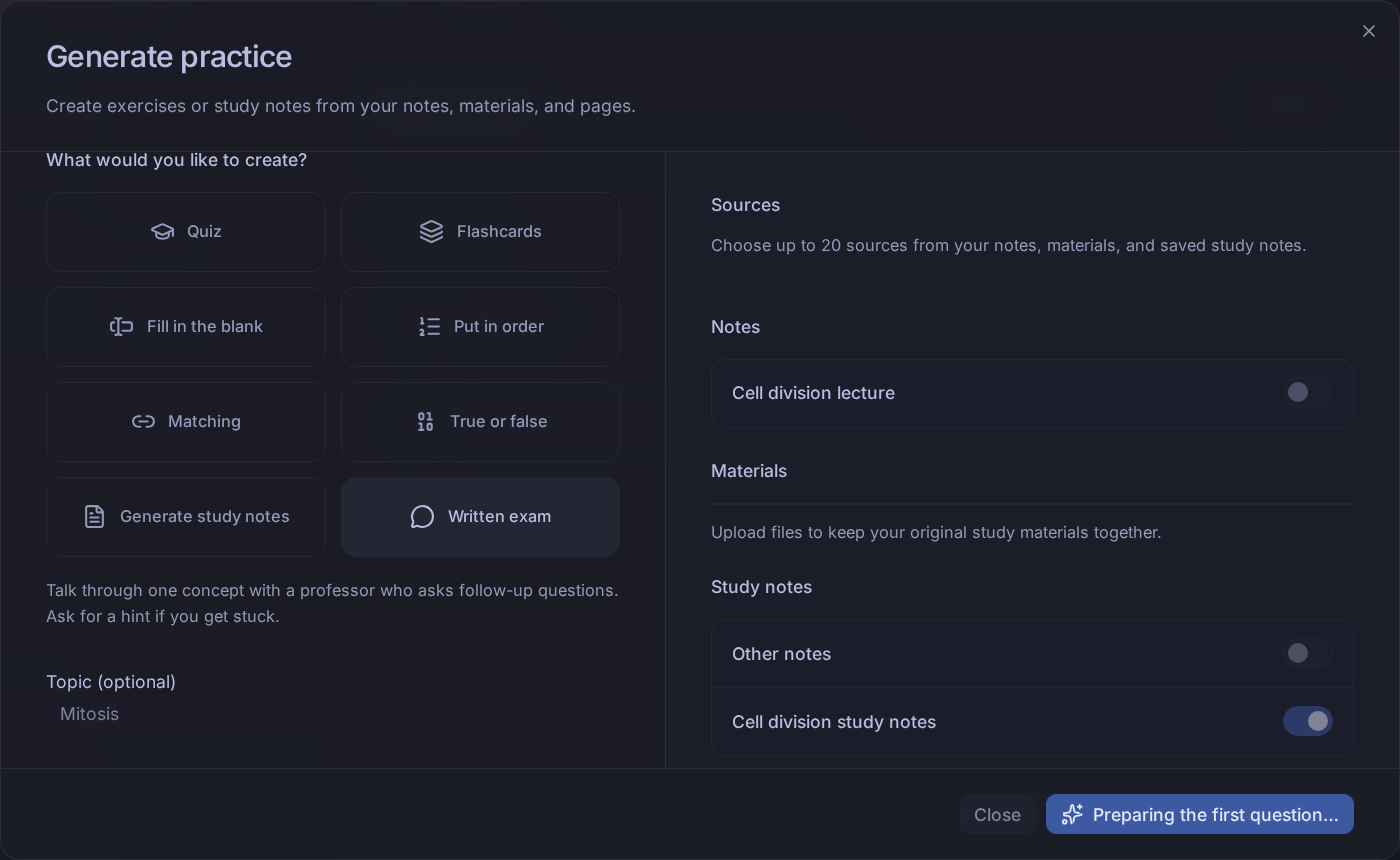 Generate practice
Create exercises or study notes from your notes, materials, and pages.
What would you like to create?
Quiz
Flashcards
Fill in the blank
Put in order
Matching
True or false
Generate study notes
Written exam
Talk through one concept with a professor who asks follow-up questions.
Ask for a hint if you get stuck.
Topic (optional)
Mitosis
Sources
Choose up to 20 sources from your notes, materials, and saved study notes.
Notes
Cell division lecture
Materials
Upload files to keep your original study materials together.
Study notes
Other notes
Cell division study notes
Close
Preparing the first question...